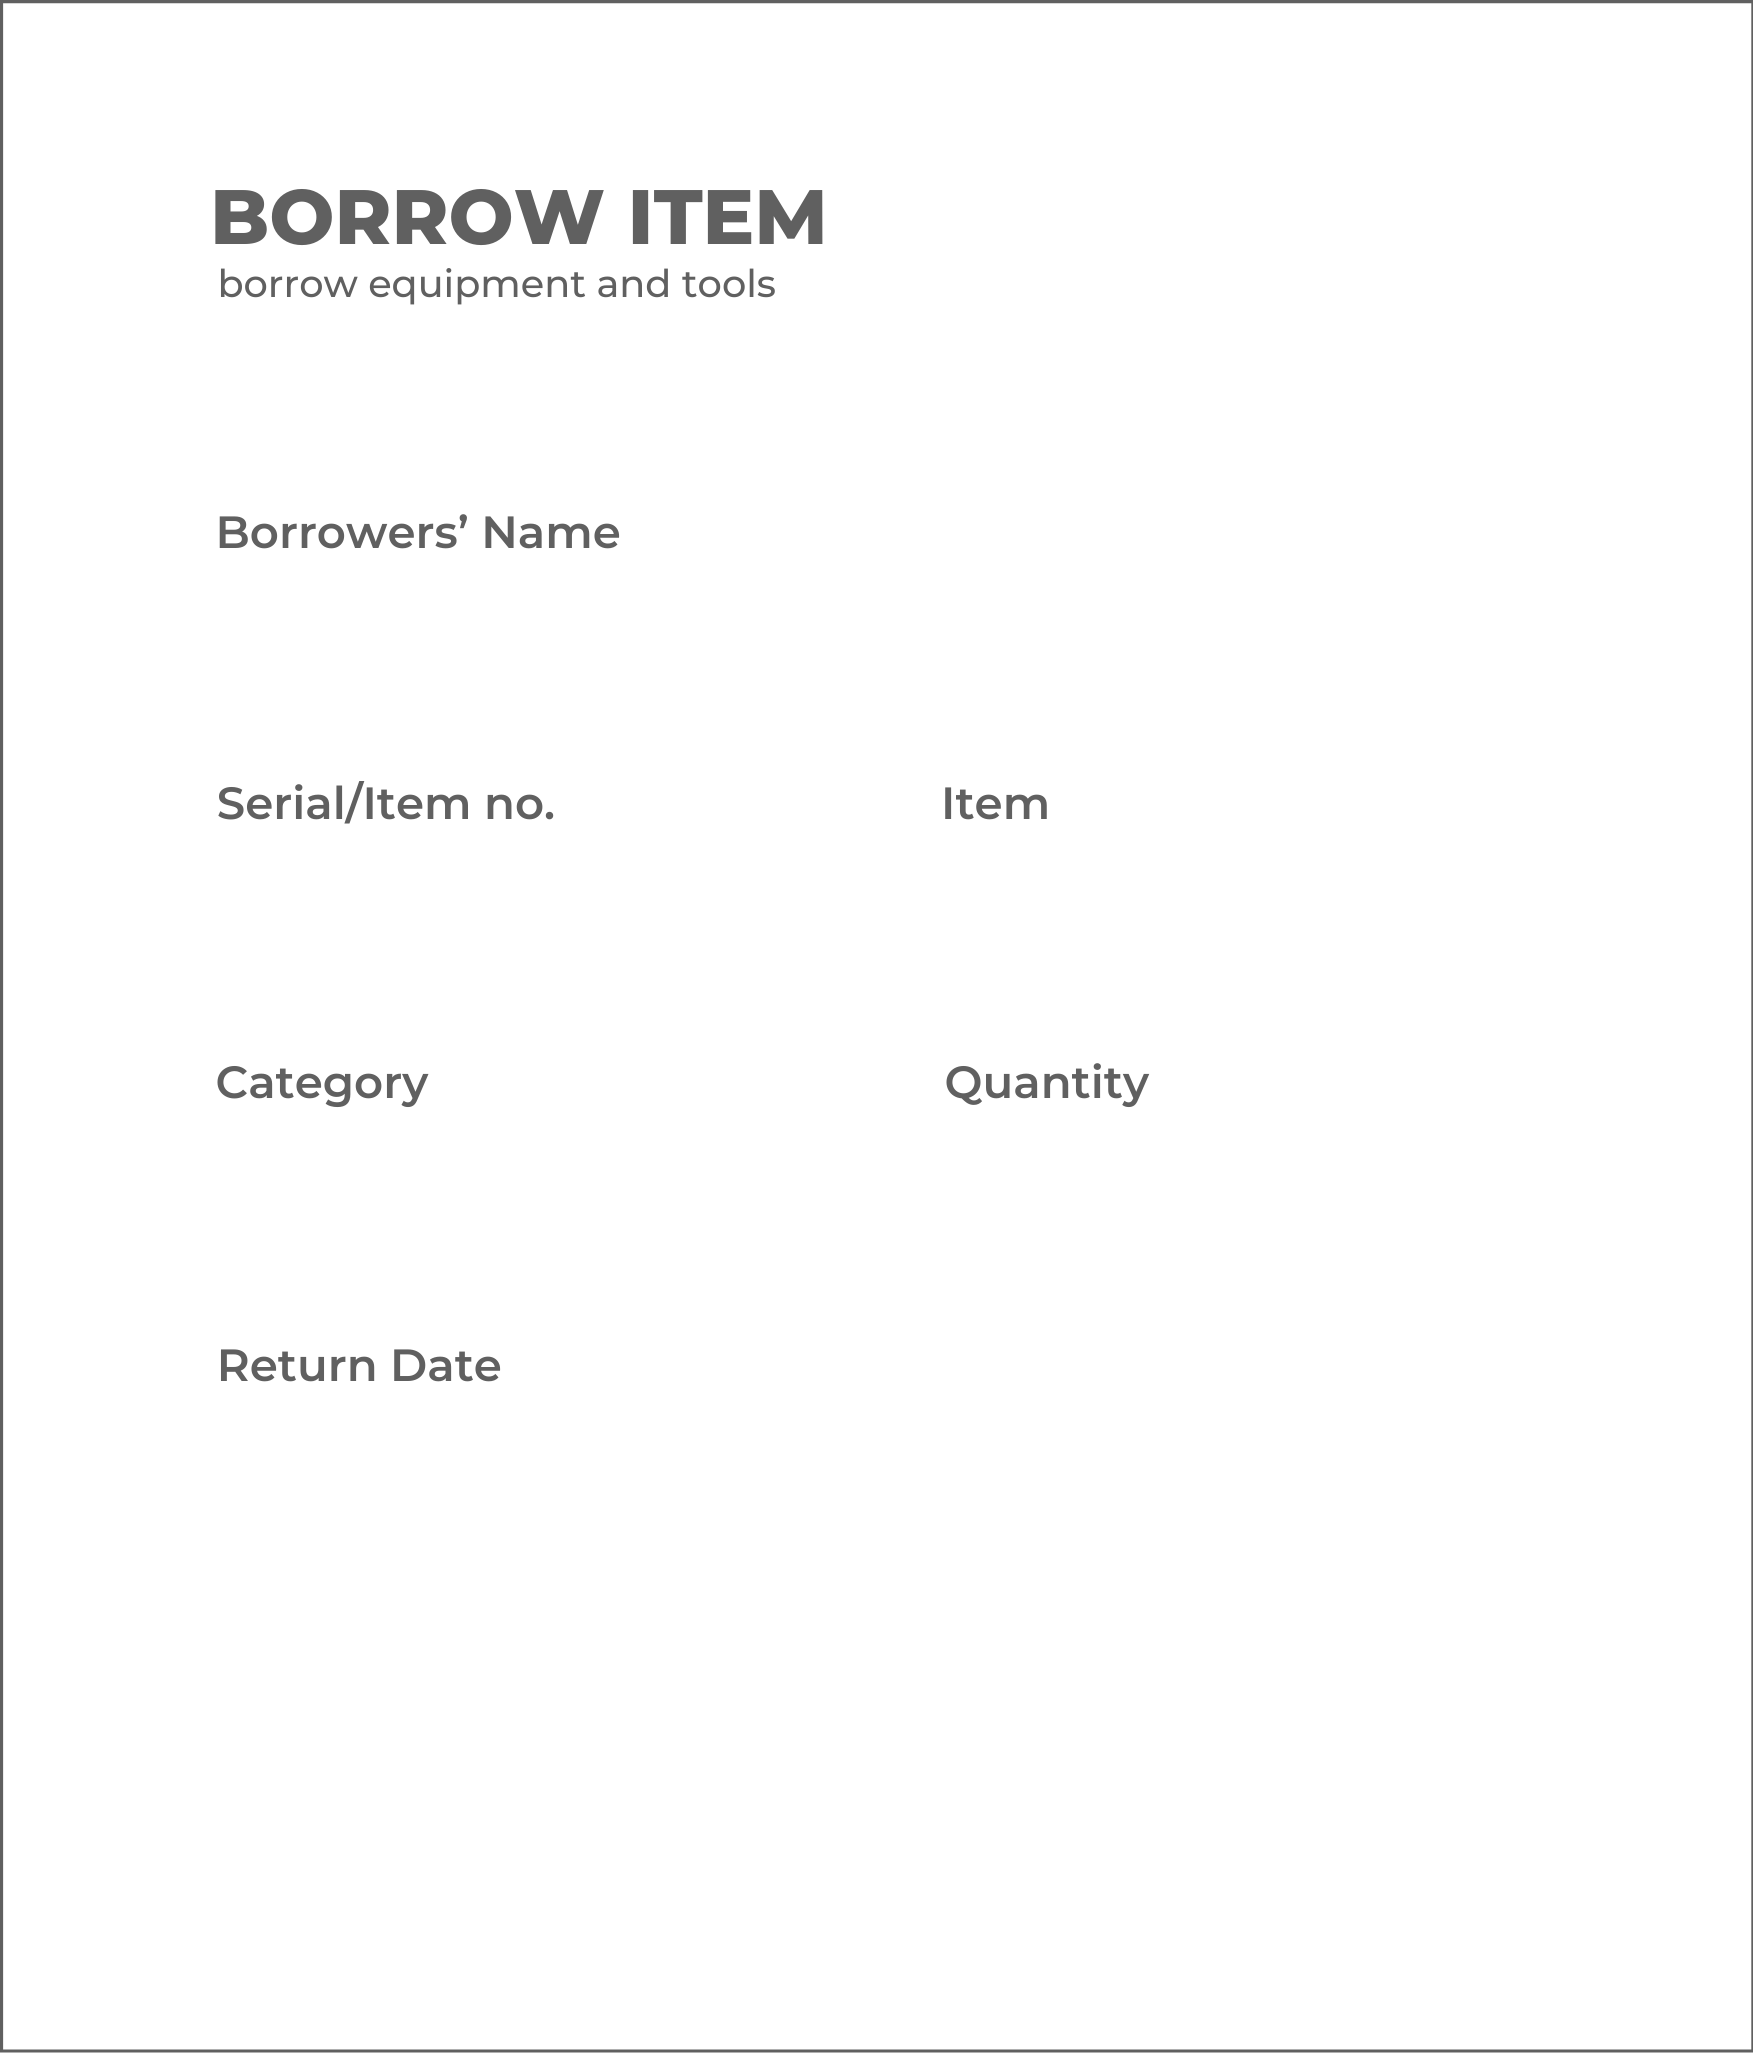 BORROW ITEM
borrow equipment and tools
Borrowers’ Name
Serial/Item no.
Item
Category
Quantity
Return Date